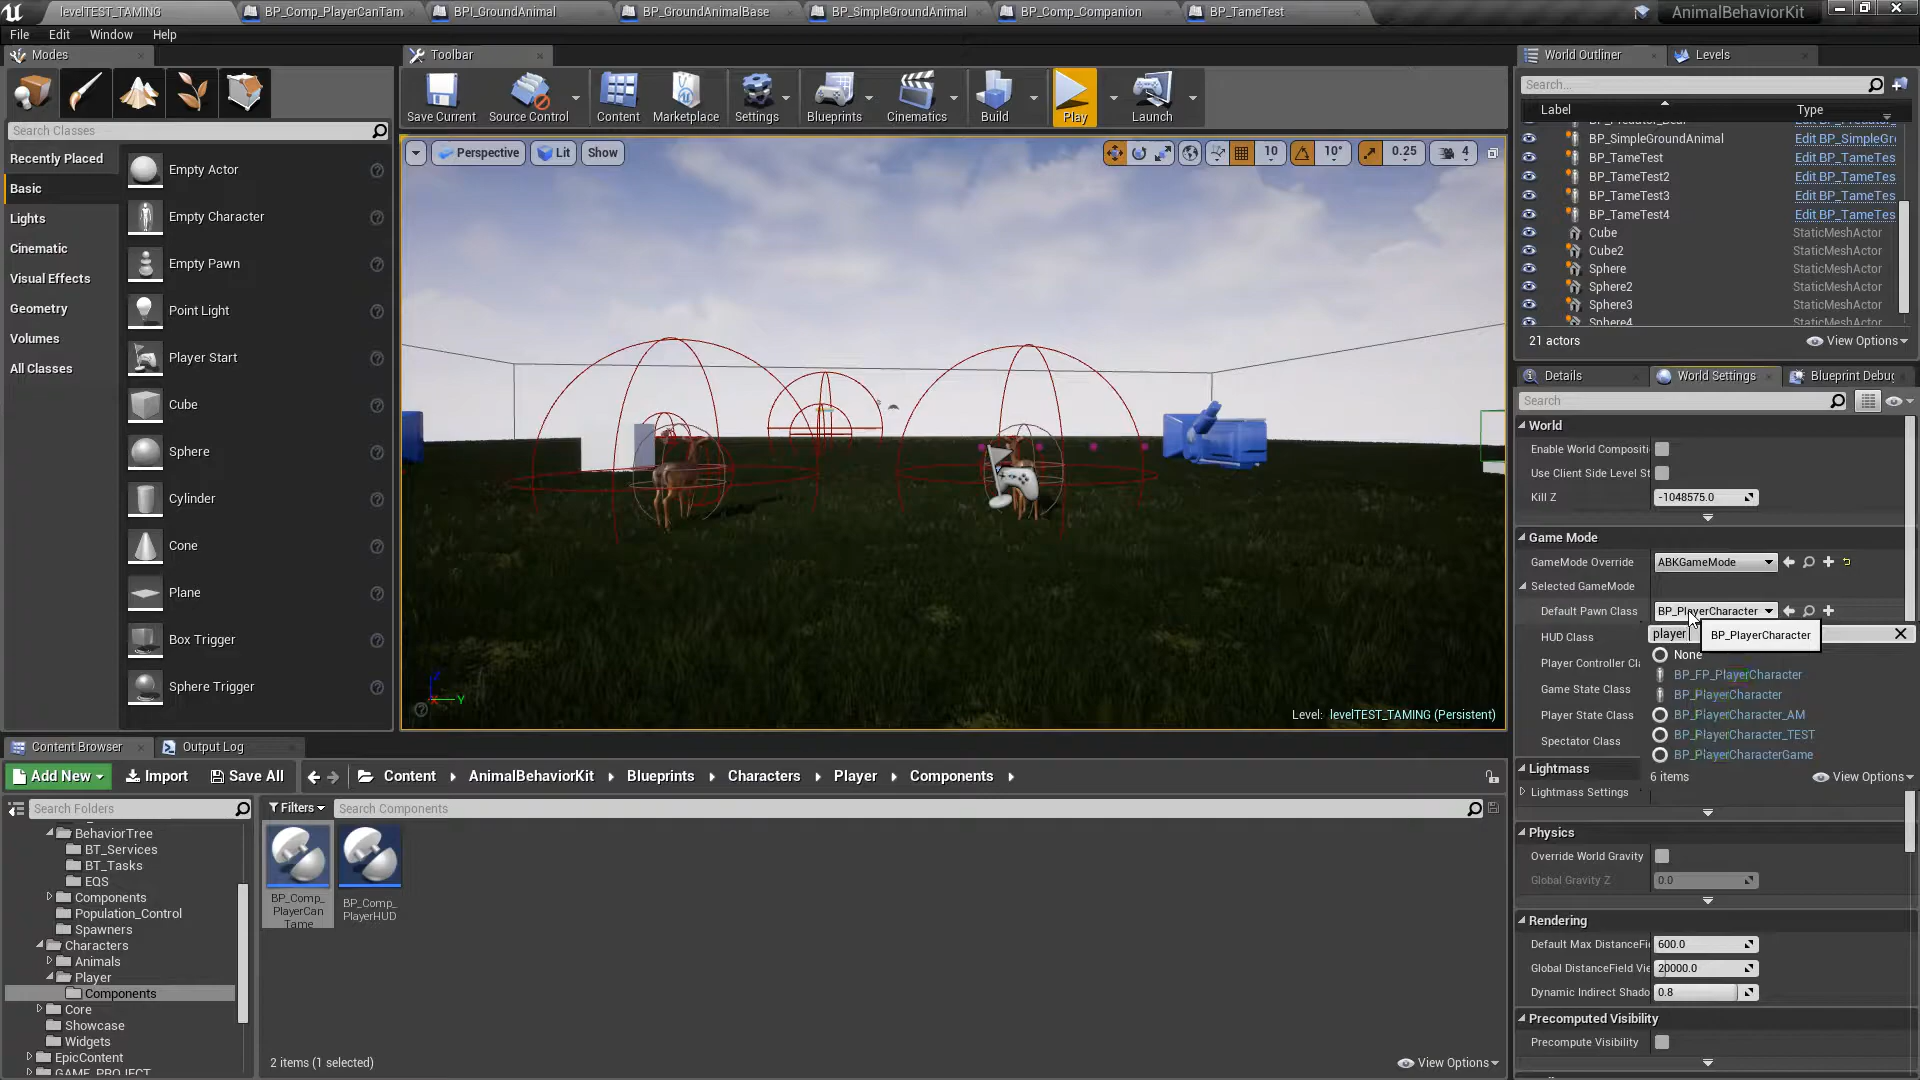 levelTEST_TAMING
BP_Comp_PlayerCanTam
BPI_GroundAnimal
BP_GroundAnimalBase
BP_SimpleGroundAnimal
BP_Comp_Companion
BP_TameTest
AnimalBehaviorKit
File Edit Window Help
Modes
Search Classes
Recently Placed
Basic
Lights
Cinematic
Visual Effects
Geometry
Volumes
All Classes
Empty Actor
Empty Character
Empty Pawn
Point Light
Player Start
Cube
Sphere
Cylinder
Cone
Plane
Box Trigger
Sphere Trigger
Toolbar
Save Current
Source Control
Content
Marketplace
Settings
Blueprints
Cinematics
Build
Play
Launch
Perspective
Lit
Show
10
10°
0.25
4
Y
Level: levelTEST_TAMING (Persistent)
World Outliner
Levels
Search...
Label Type
BP_SimpleGroundAnimal Edit BP_SimpleGr
BP_TameTest Edit BP_TameTes
BP_TameTest2 Edit BP_TameTes
BP_TameTest3 Edit BP_TameTes
BP_TameTest4 Edit BP_TameTes
Cube StaticMeshActor
Cube2 StaticMeshActor
Sphere StaticMeshActor
Sphere2 StaticMeshActor
Sphere3 StaticMeshActor
Sphere4 StaticMeshActor
21 actors
View Options
Details
World Settings
Blueprint Debug
Search
World
Enable World Compositi
Use Client Side Level St
Kill Z -1048575.0
Game Mode
GameMode Override ABKGameMode
Selected GameMode
Default Pawn Class BP_PlayerCharacter
HUD Class
Player Controller Cl
Game State Class
Player State Class
Spectator Class
player
BP_PlayerCharacter
None
BP_FP_PlayerCharacter
BP_PlayerCharacter
BP_PlayerCharacter_AM
BP_PlayerCharacter_TEST
BP_PlayerCharacterGame
6 items
View Options
Lightmass
Lightmass Settings
Physics
Override World Gravity
Global Gravity Z 0.0
Rendering
Default Max DistanceFi 600.0
Global DistanceField Vie 20000.0
Dynamic Indirect Shado 0.8
Precomputed Visibility
Precompute Visibility
Content Browser
Output Log
Add New
Import
Save All
Content
AnimalBehaviorKit
Blueprints
Characters
Player
Components
Search Folders
Filters
Search Components
BehaviorTree
BT_Services
BT_Tasks
EQS
Components
Population_Control
Spawners
Characters
Animals
Player
Components
Core
Showcase
Widgets
EpicContent
GAME_PROJECT
BP_Comp_
PlayerCan
Tame
BP_Comp_
PlayerHUD
2 items (1 selected)
View Options